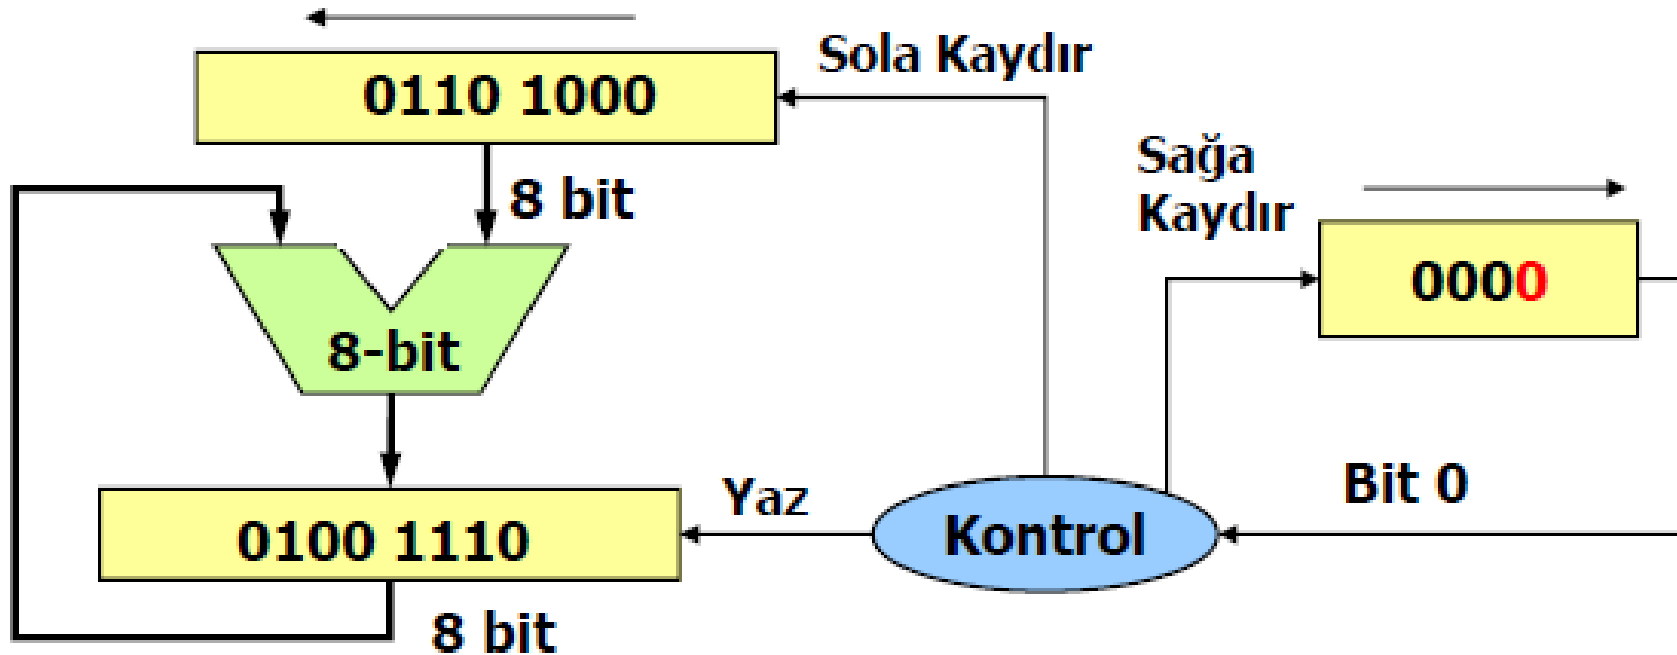 Sola Kaydır
0110 1000
8 bit
Sağa
Kaydır
0000
8-bit
Bit 0
Yaz
Kontrol
0100 1110
8 bit